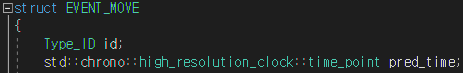 struct EVENT_MOVE
{
Type_ID id;
std::chrono::high_resolution_clock::time_point pred_time;